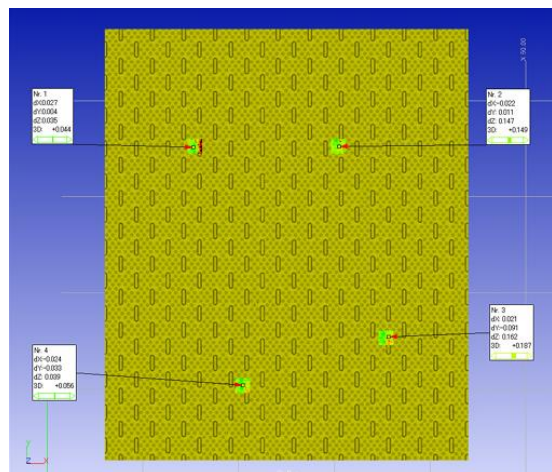 X 90.00
Nr. 1
dX:0.027
dY:0.004
dZ:0.035
3D: +0.044
Nr. 2
dX:-0.022
dY: 0.011
dZ: 0.147
3D: +0.149
Nr. 3
dX: 0.021
dY:-0.091
dZ: 0.162
3D: +0.187
Nr. 4
dX:-0.024
dY:-0.033
dZ: 0.039
3D: +0.056
Y
Z X